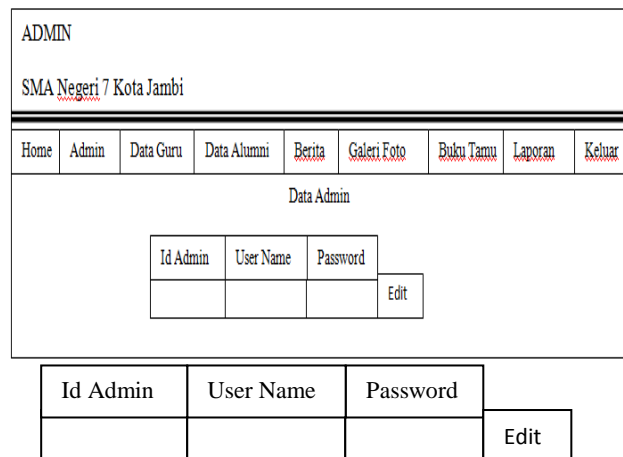 ADMIN
SMA Negeri 7 Kota Jambi
Home Admin Data Guru Data Alumni Berita Galeri Foto Buku Tamu Laporan Keluar
Data Admin
Id Admin User Name Password
Edit
Id Admin User Name Password
Edit